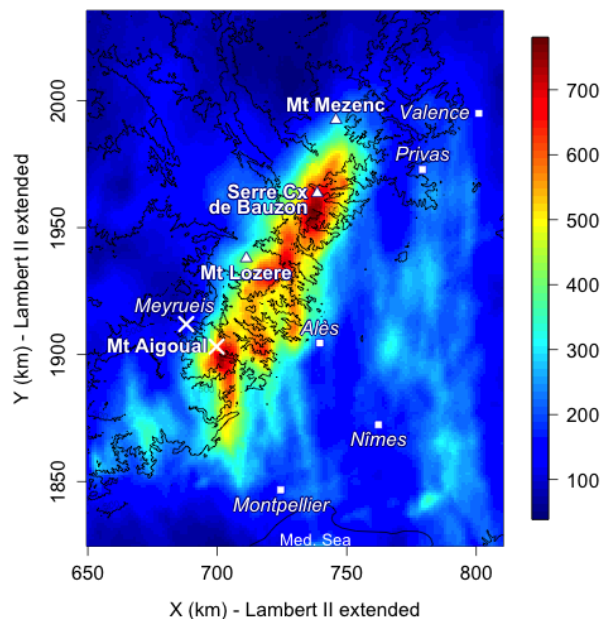 2000
1950
1900
1850
Y (km) - Lambert II extended
Mt Mezenc
Valence
Privas
Serre Cx
de Bauzon
Mt Lozere
Meyrueis
Mt Aigoual
Alès
Nîmes
Montpellier
Med. Sea
650
700
750
800
X (km) - Lambert II extended
700
600
500
400
300
200
100